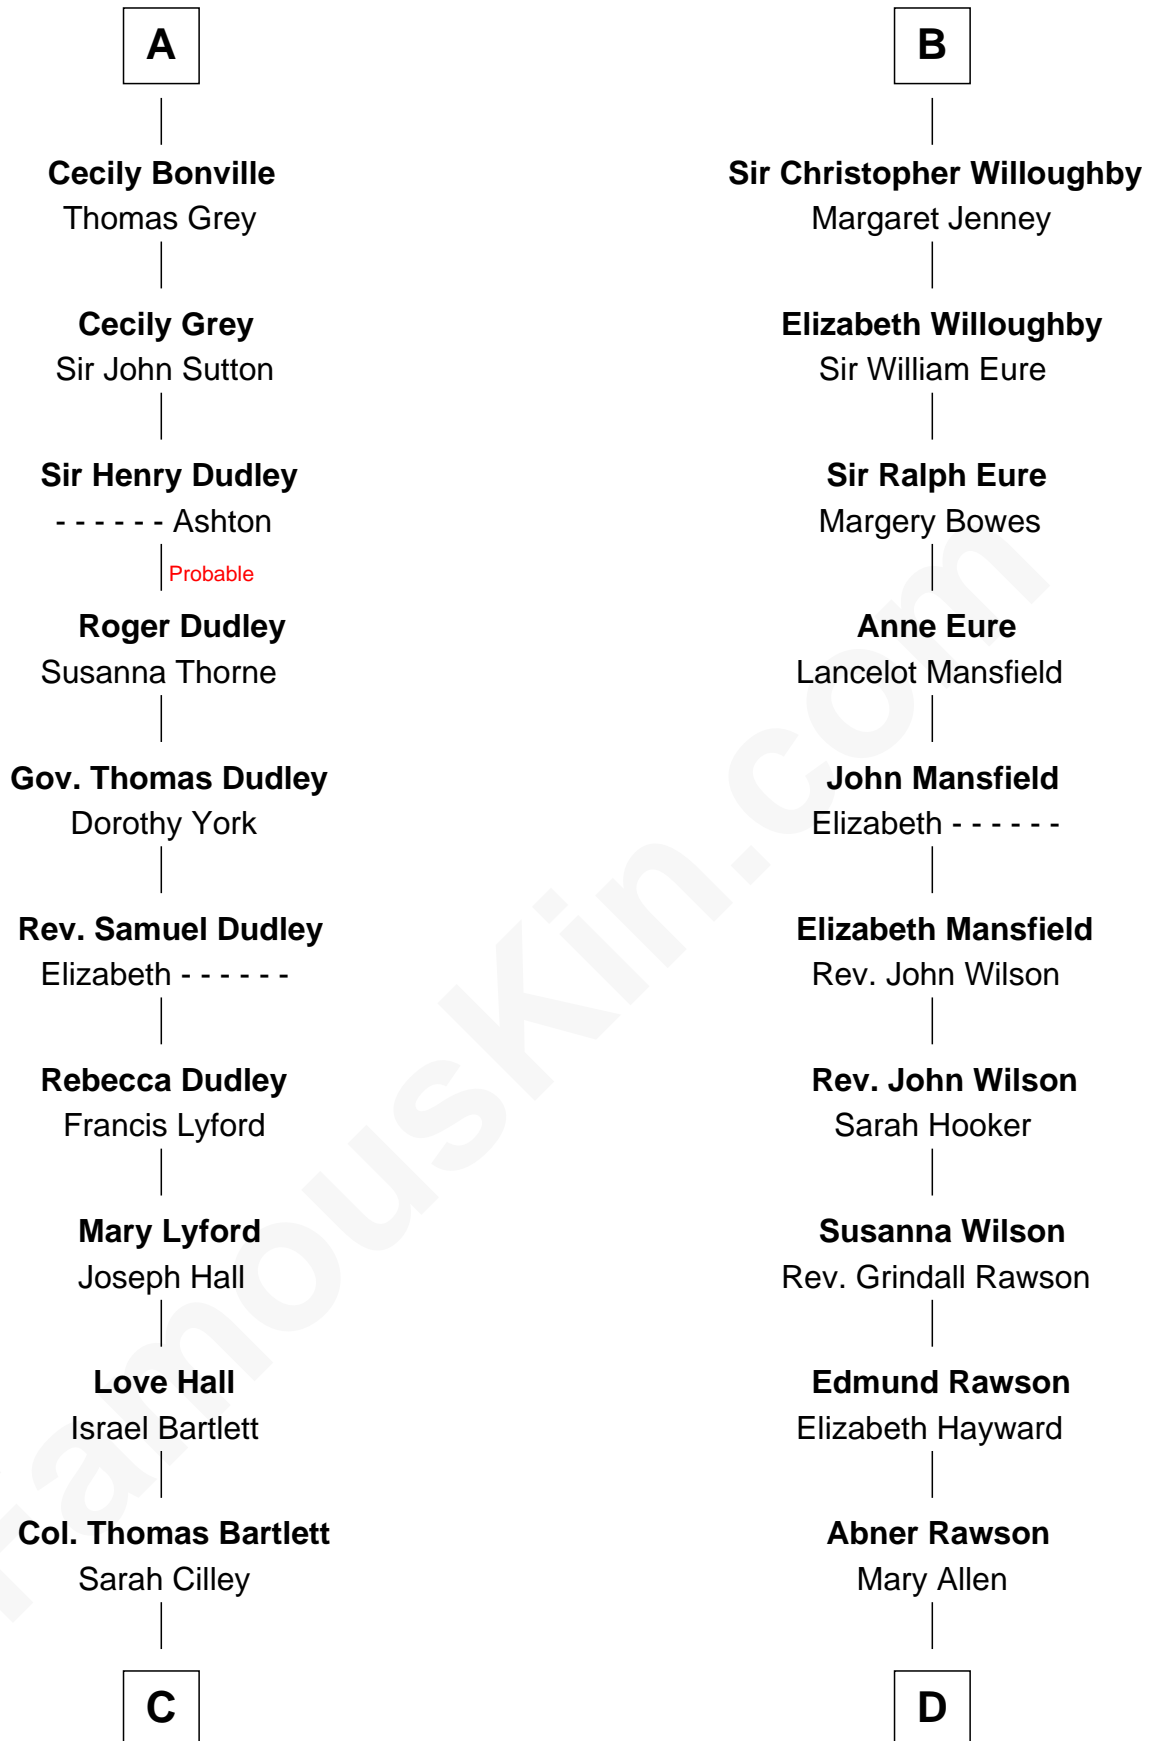 A
Cecily Bonville
Thomas Grey
Cecily Grey
Sir John Sutton
Sir Henry Dudley
- - - - - - Ashton
Probable
Roger Dudley
Susanna Thorne
Gov. Thomas Dudley
Dorothy York
Rev. Samuel Dudley
Elizabeth - - - - - -
Rebecca Dudley
Francis Lyford
Mary Lyford
Joseph Hall
Love Hall
Israel Bartlett
Col. Thomas Bartlett
Sarah Cilley
C
B
Sir Christopher Willoughby
Margaret Jenney
Elizabeth Willoughby
Sir William Eure
Sir Ralph Eure
Margery Bowes
Anne Eure
Lancelot Mansfield
John Mansfield
Elizabeth - - - - - -
Elizabeth Mansfield
Rev. John Wilson
Rev. John Wilson
Sarah Hooker
Susanna Wilson
Rev. Grindall Rawson
Edmund Rawson
Elizabeth Hayward
Abner Rawson
Mary Allen
D
FamousKin.com